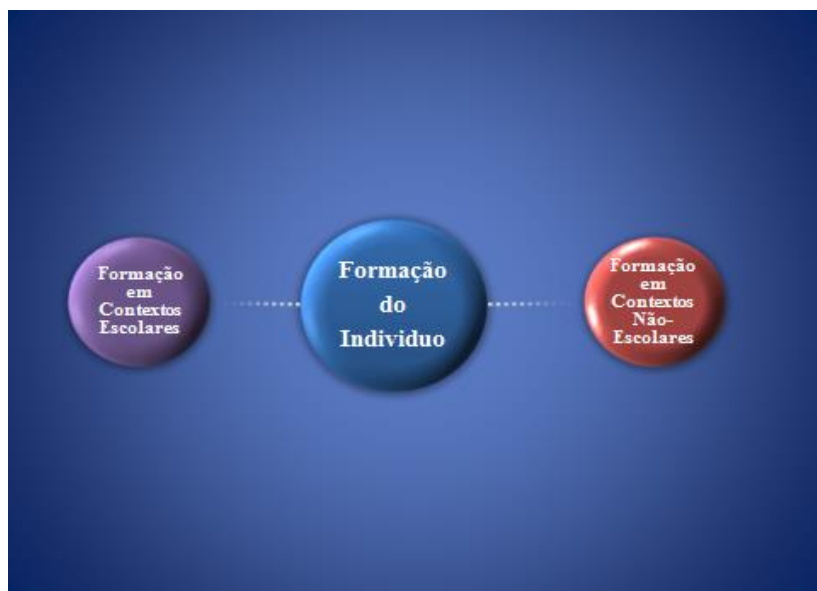 Formação
em
Contextos
Escolares
Formação
do
Individuo
Formação
em
Contextos
Não-
Escolares